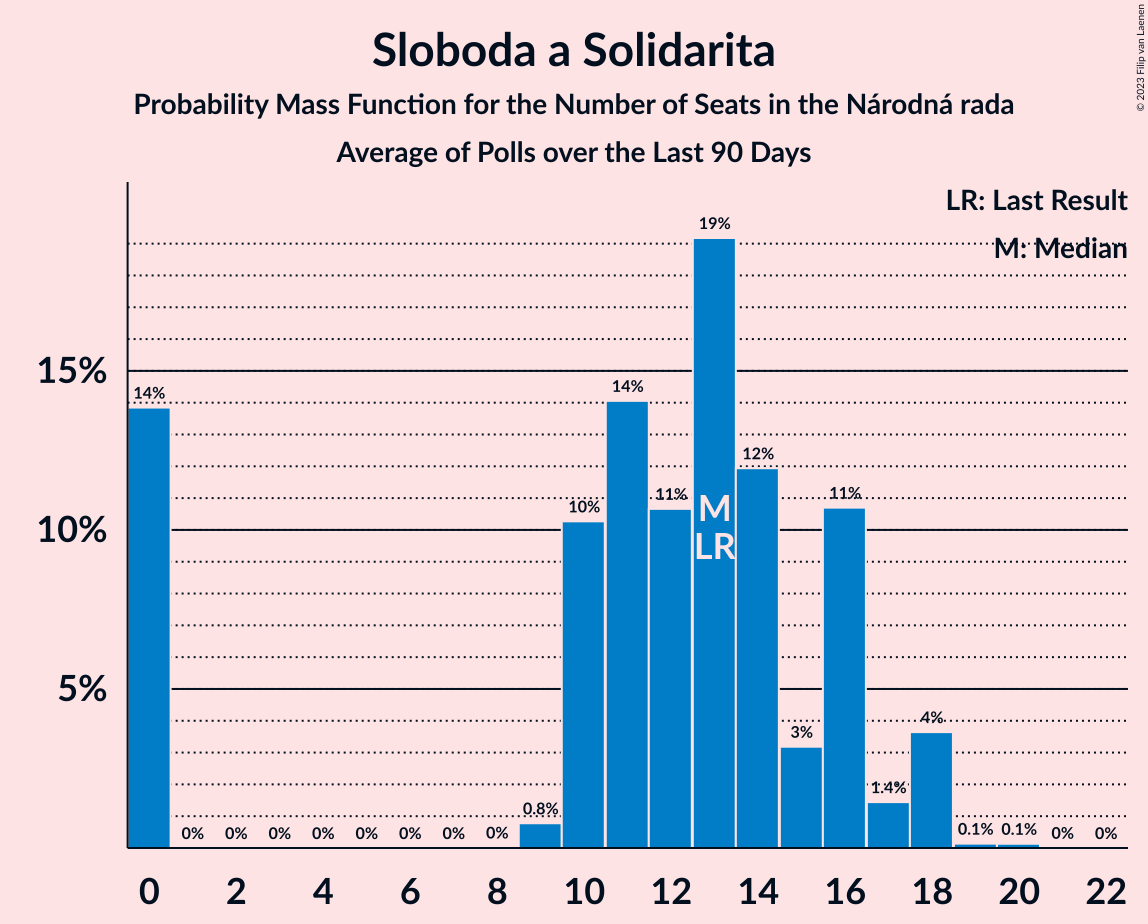 Sloboda a Solidarita
Probability Mass Function for the Number of Seats in the Národná rada
Average of Polls over the Last 90 Days
© 2023 Filip van Laenen
LR: Last Result
M: Median
15%
10%
5%
14%
0%
0%
0%
0%
0%
0%
0%
0%
0.8%
10%
14%
11%
19%
M
LR
12%
3%
11%
1.4%
4%
0.1%
0.1%
0%
0%
0 2 4 6 8 10 12 14 16 18 20 22